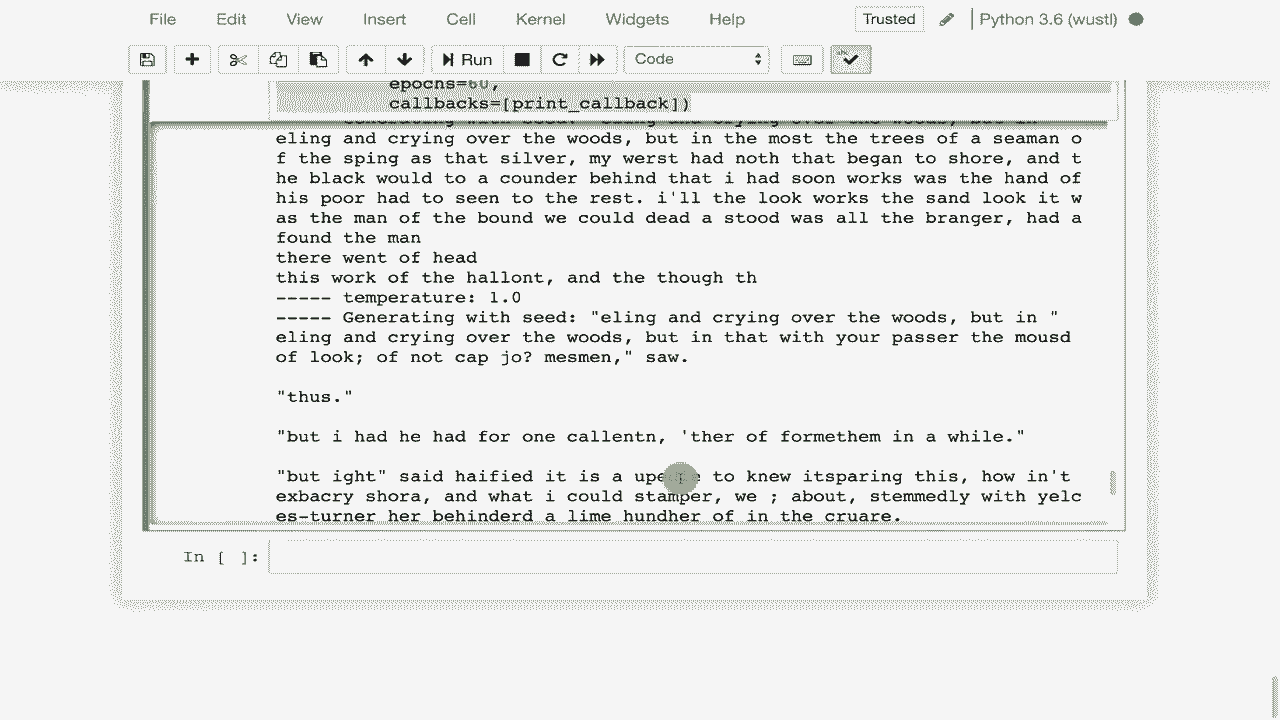 File Edit View Insert Cell Kernel Widgets Help Trusted Python 3.6 (wustl)
Run Code
epochs=60,
callbacks=[print_callback])
eling and crying over the woods, but in the most the trees of a seaman o
f the sping as that silver, my werst had noth that began to shore, and t
he black would to a counder behind that i had soon works was the hand of
his poor had to seen to the rest. i'll the look works the sand look it w
as the man of the bound we could dead a stood was all the branger, had a
found the man
there went of head
this work of the hallont, and the though th
----- temperature: 1.0
----- Generating with seed: "eling and crying over the woods, but in "
eling and crying over the woods, but in that with your passer the mousd
of look; of not cap jo? mesmen," saw.
"thus."
"but i had he had for one callentn, 'ther of formethem in a while."
"but ight" said haified it is a to knew itsparing this, how in't
exbacry shora, and what i could stamper, we ; about, stemmedly with yelc
es-turner her behinderd a lime hundher of in the cruare.
In [ ]: